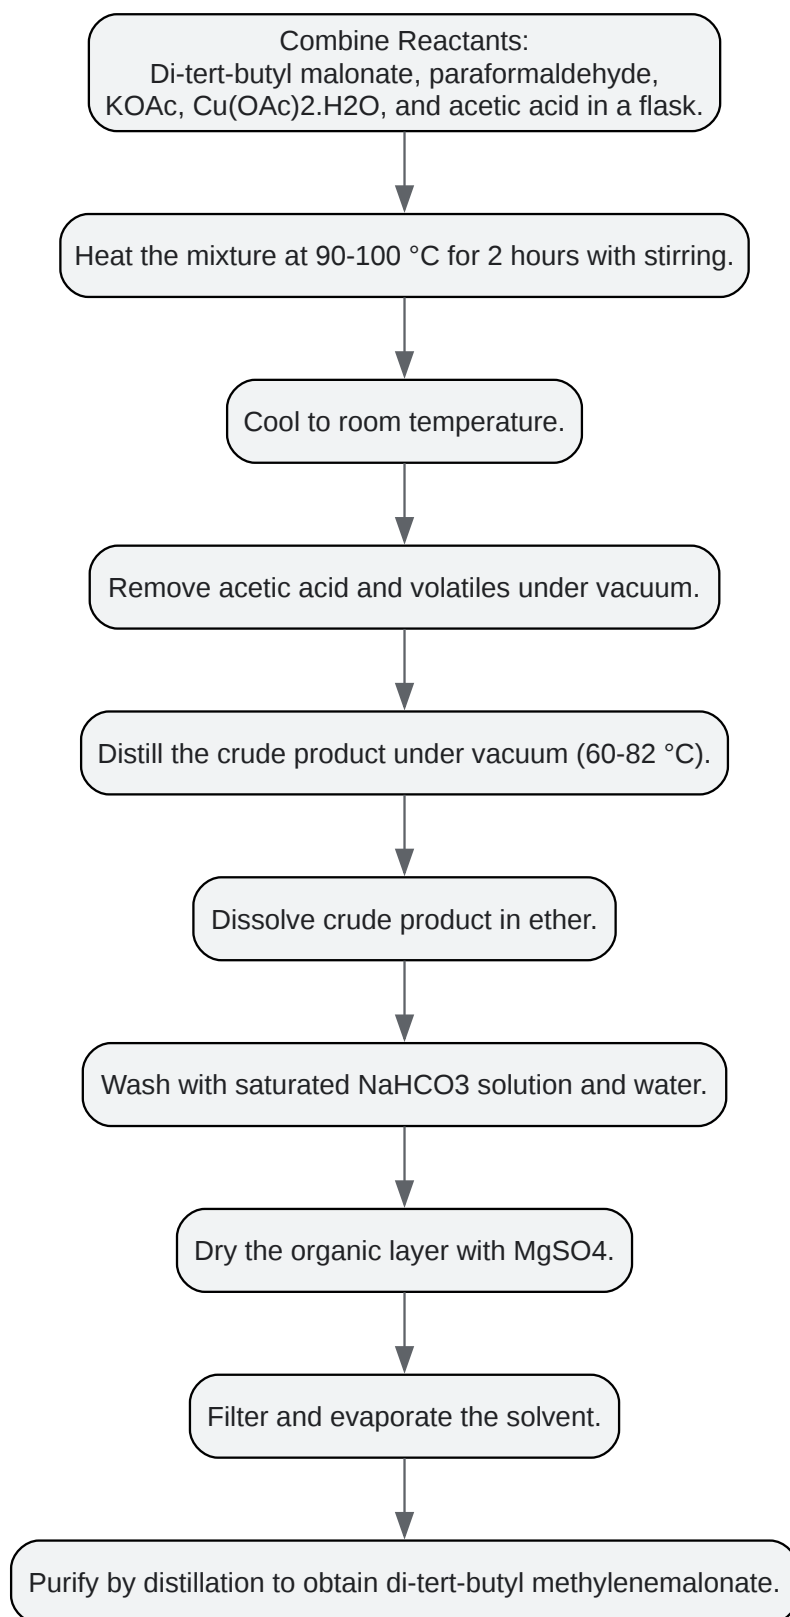 Combine Reactants:
Di-tert-butyl malonate, paraformaldehyde,
KOAc, Cu(OAc)2.H2O, and acetic acid in a flask.
Heat the mixture at 90-100 °C for 2 hours with stirring.
Cool to room temperature.
Remove acetic acid and volatiles under vacuum.
Distill the crude product under vacuum (60-82 °C).
Dissolve crude product in ether.
Wash with saturated NaHCO3 solution and water.
Dry the organic layer with MgSO4.
Filter and evaporate the solvent.
Purify by distillation to obtain di-tert-butyl methylenemalonate.